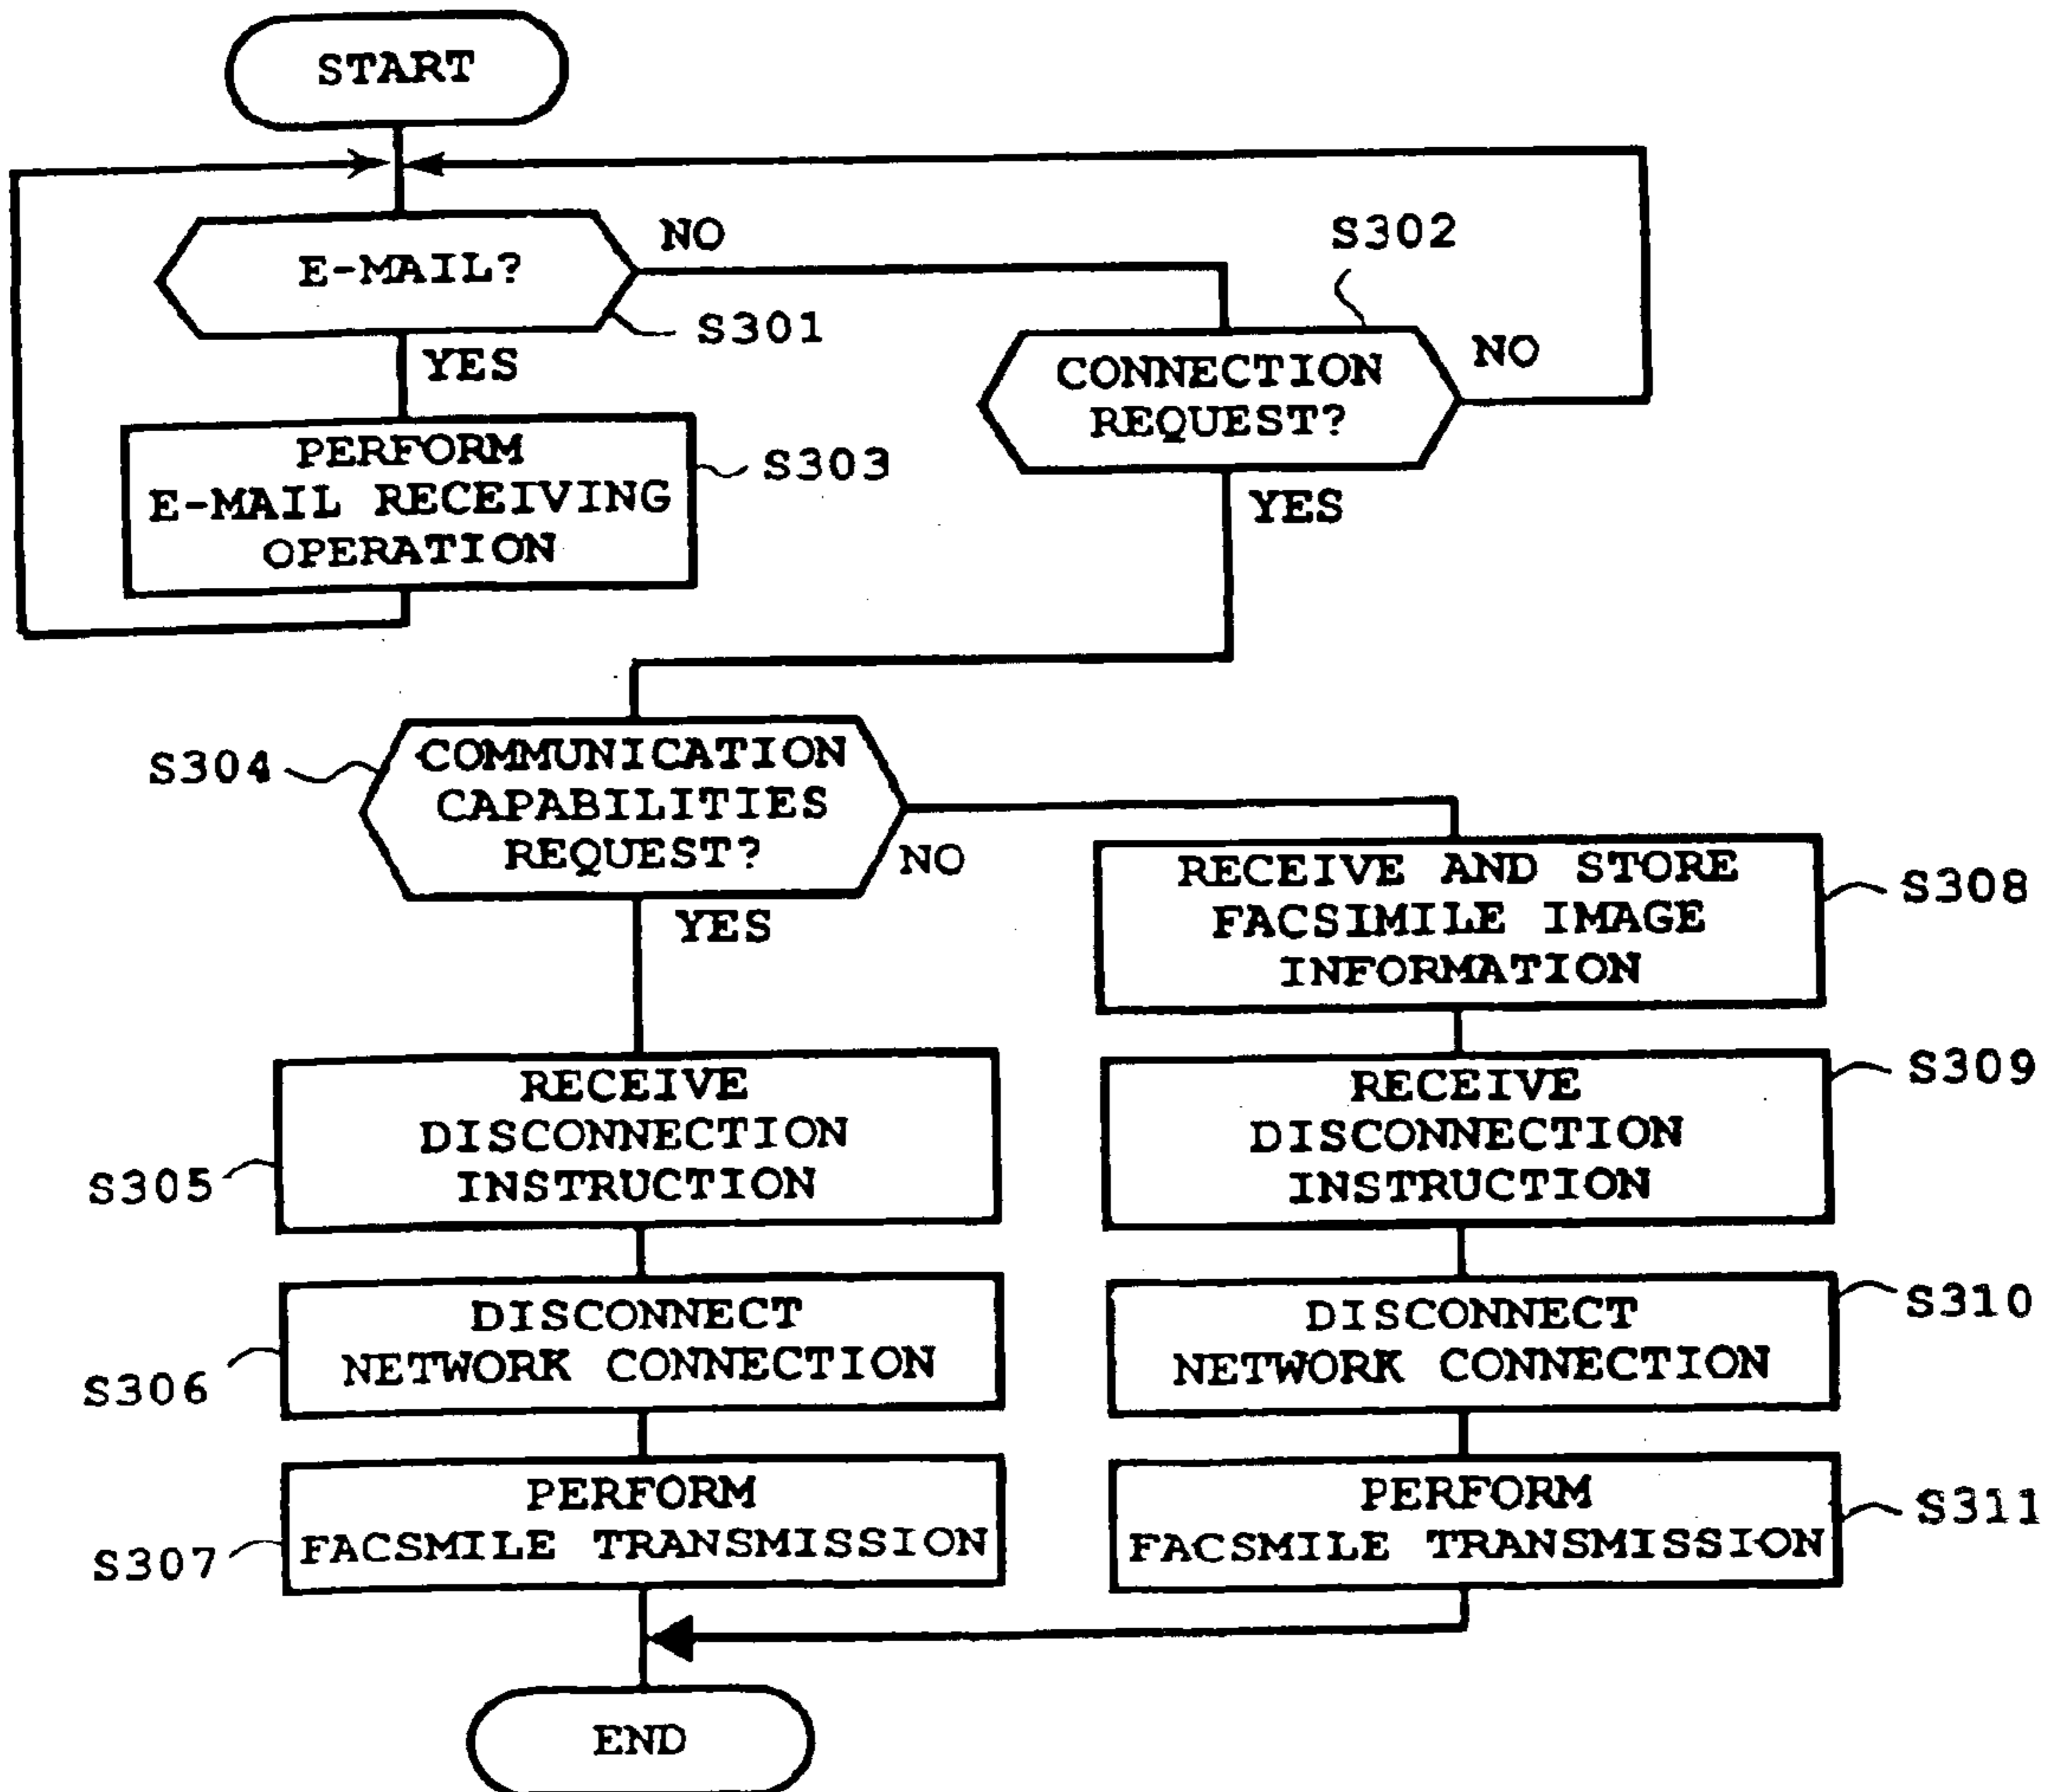 START
E-MAIL?
NO
S301
YES
S302
CONNECTION
REQUEST?
NO
YES
PERFORM
E-MAIL RECEIVING
OPERATION
S303
S304
COMMUNICATION
CAPABILITIES
REQUEST?
NO
YES
RECEIVE AND STORE
FACSIMILE IMAGE
INFORMATION
S308
RECEIVE
DISCONNECTION
INSTRUCTION
S305
RECEIVE
DISCONNECTION
INSTRUCTION
S309
DISCONNECT
NETWORK CONNECTION
S306
DISCONNECT
NETWORK CONNECTION
S310
PERFORM
FACSMILE TRANSMISSION
S307
PERFORM
FACSMILE TRANSMISSION
S311
END